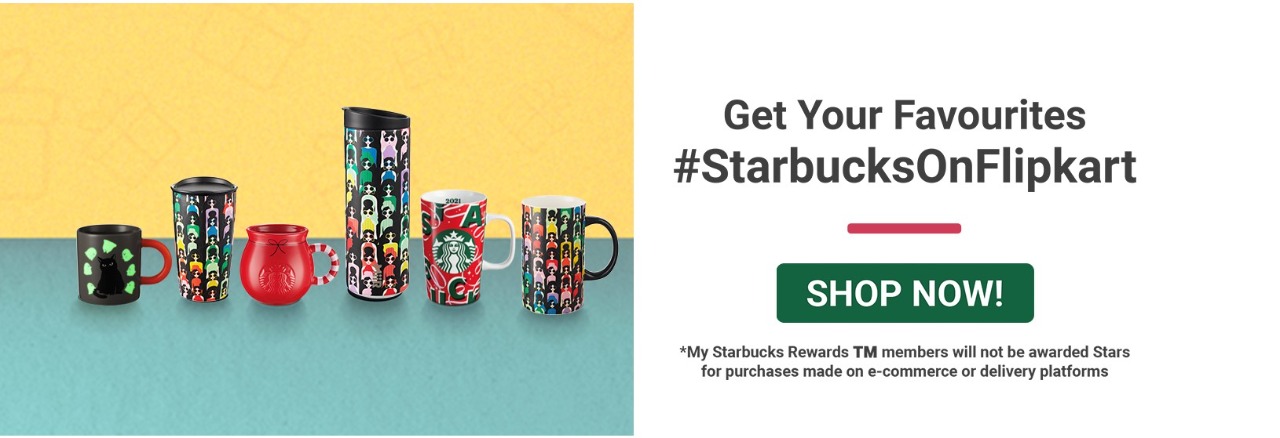 Get Your Favourites
#StarbucksOnFlipkart
SHOP NOW!
*My Starbucks Rewards TM members will not be awarded Stars
for purchases made on e-commerce or delivery platforms
2021